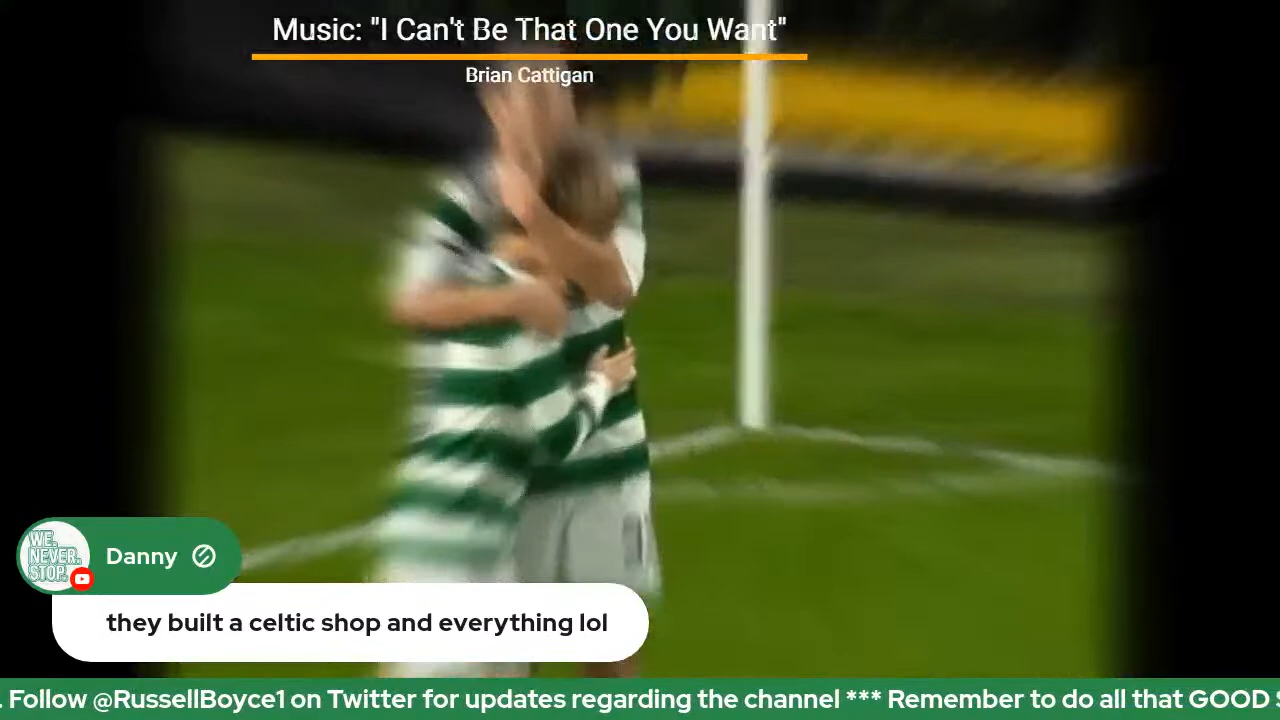 Music: "I Can't Be That One You Want"
Brian Cattigan
WE.
NEVER.
STOP.
Danny
they built a celtic shop and everything lol
. Follow @RussellBoyce1 on Twitter for updates regarding the channel *** Remember to do all that GOOD S